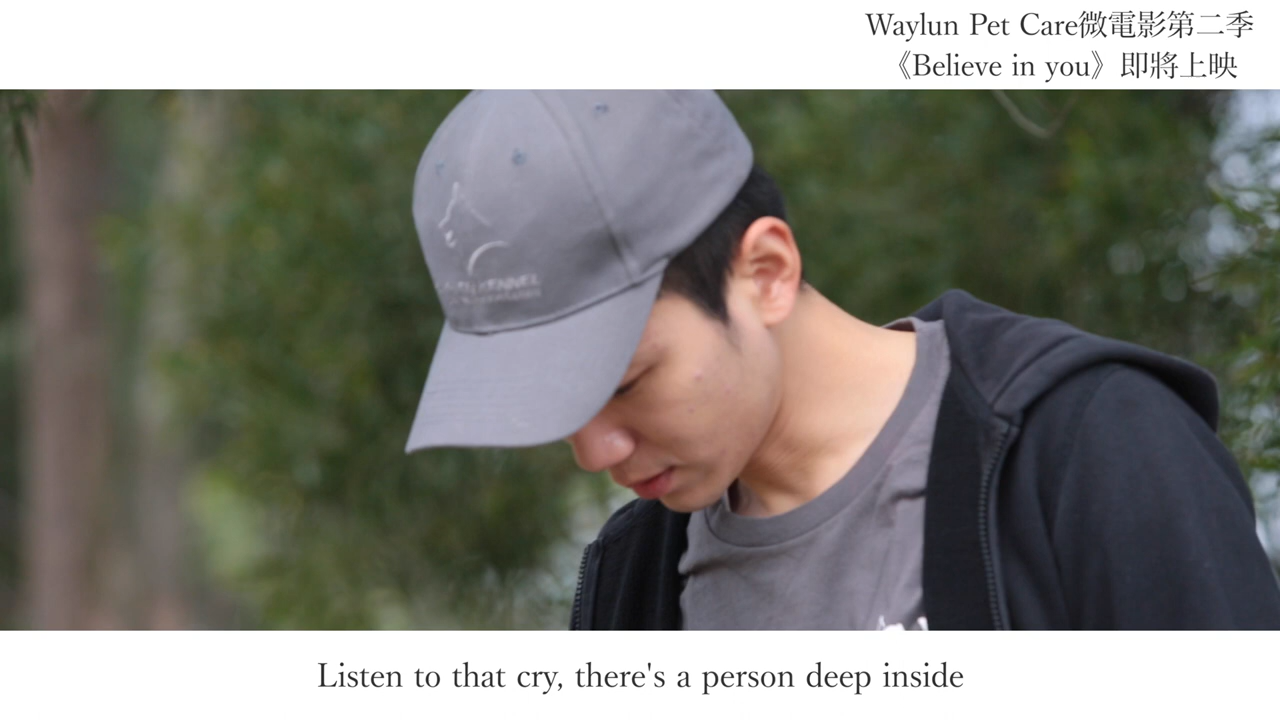 Waylun Pet Care微電影第二季
《Believe in you》即將上映
KENNEL
Listen to that cry, there's a person deep inside